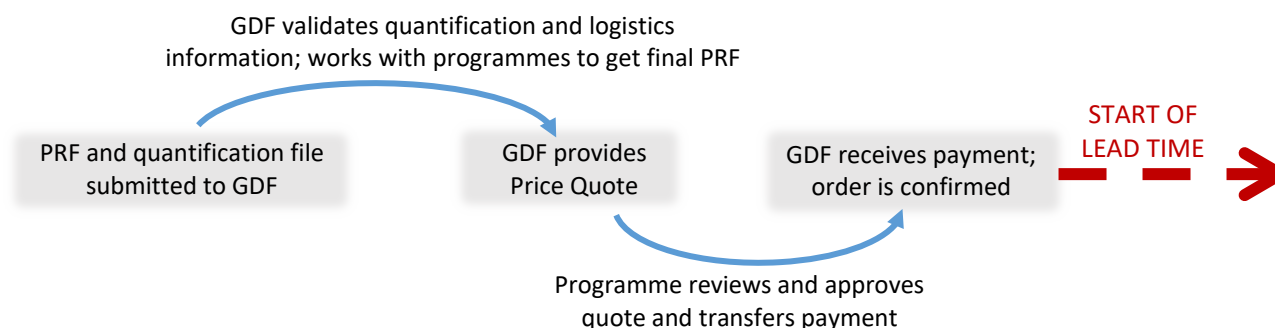 GDF validates quantification and logistics
information; works with programmes to get final PRF
PRF and quantification file
submitted to GDF
GDF provides
Price Quote
GDF receives payment;
order is confirmed
START OF
LEAD TIME
Programme reviews and approves
quote and transfers payment